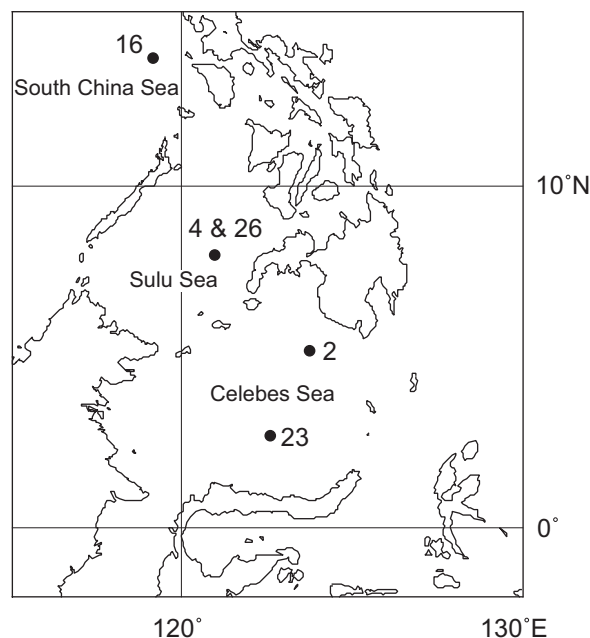 16
South China Sea
10˚N
4 & 26
Sulu Sea
2
Celebes Sea
23
0˚
120˚
130˚E